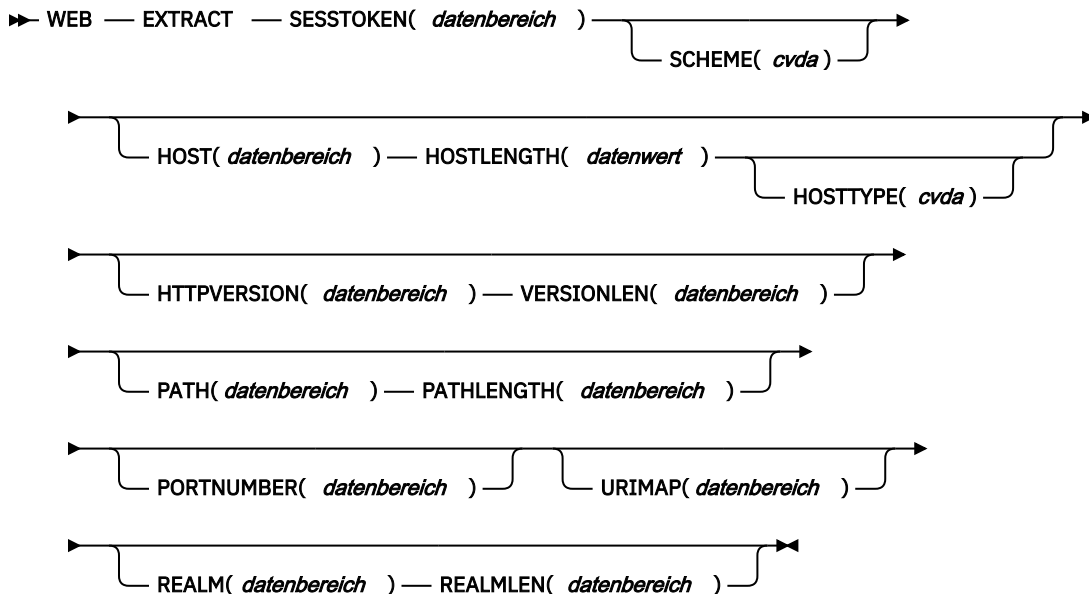 WEB EXTRACT SESSTOKEN( datenbereich )
SCHEME( cvda )
HOST( datenbereich ) HOSTLENGTH( datenwert )
HOSTTYPE( cvda )
HTTPVERSION( datenbereich ) VERSIONLEN( datenbereich )
PATH( datenbereich ) PATHLENGTH( datenbereich )
PORTNUMBER( datenbereich ) URIMAP( datenbereich )
REALM( datenbereich ) REALMLEN( datenbereich )